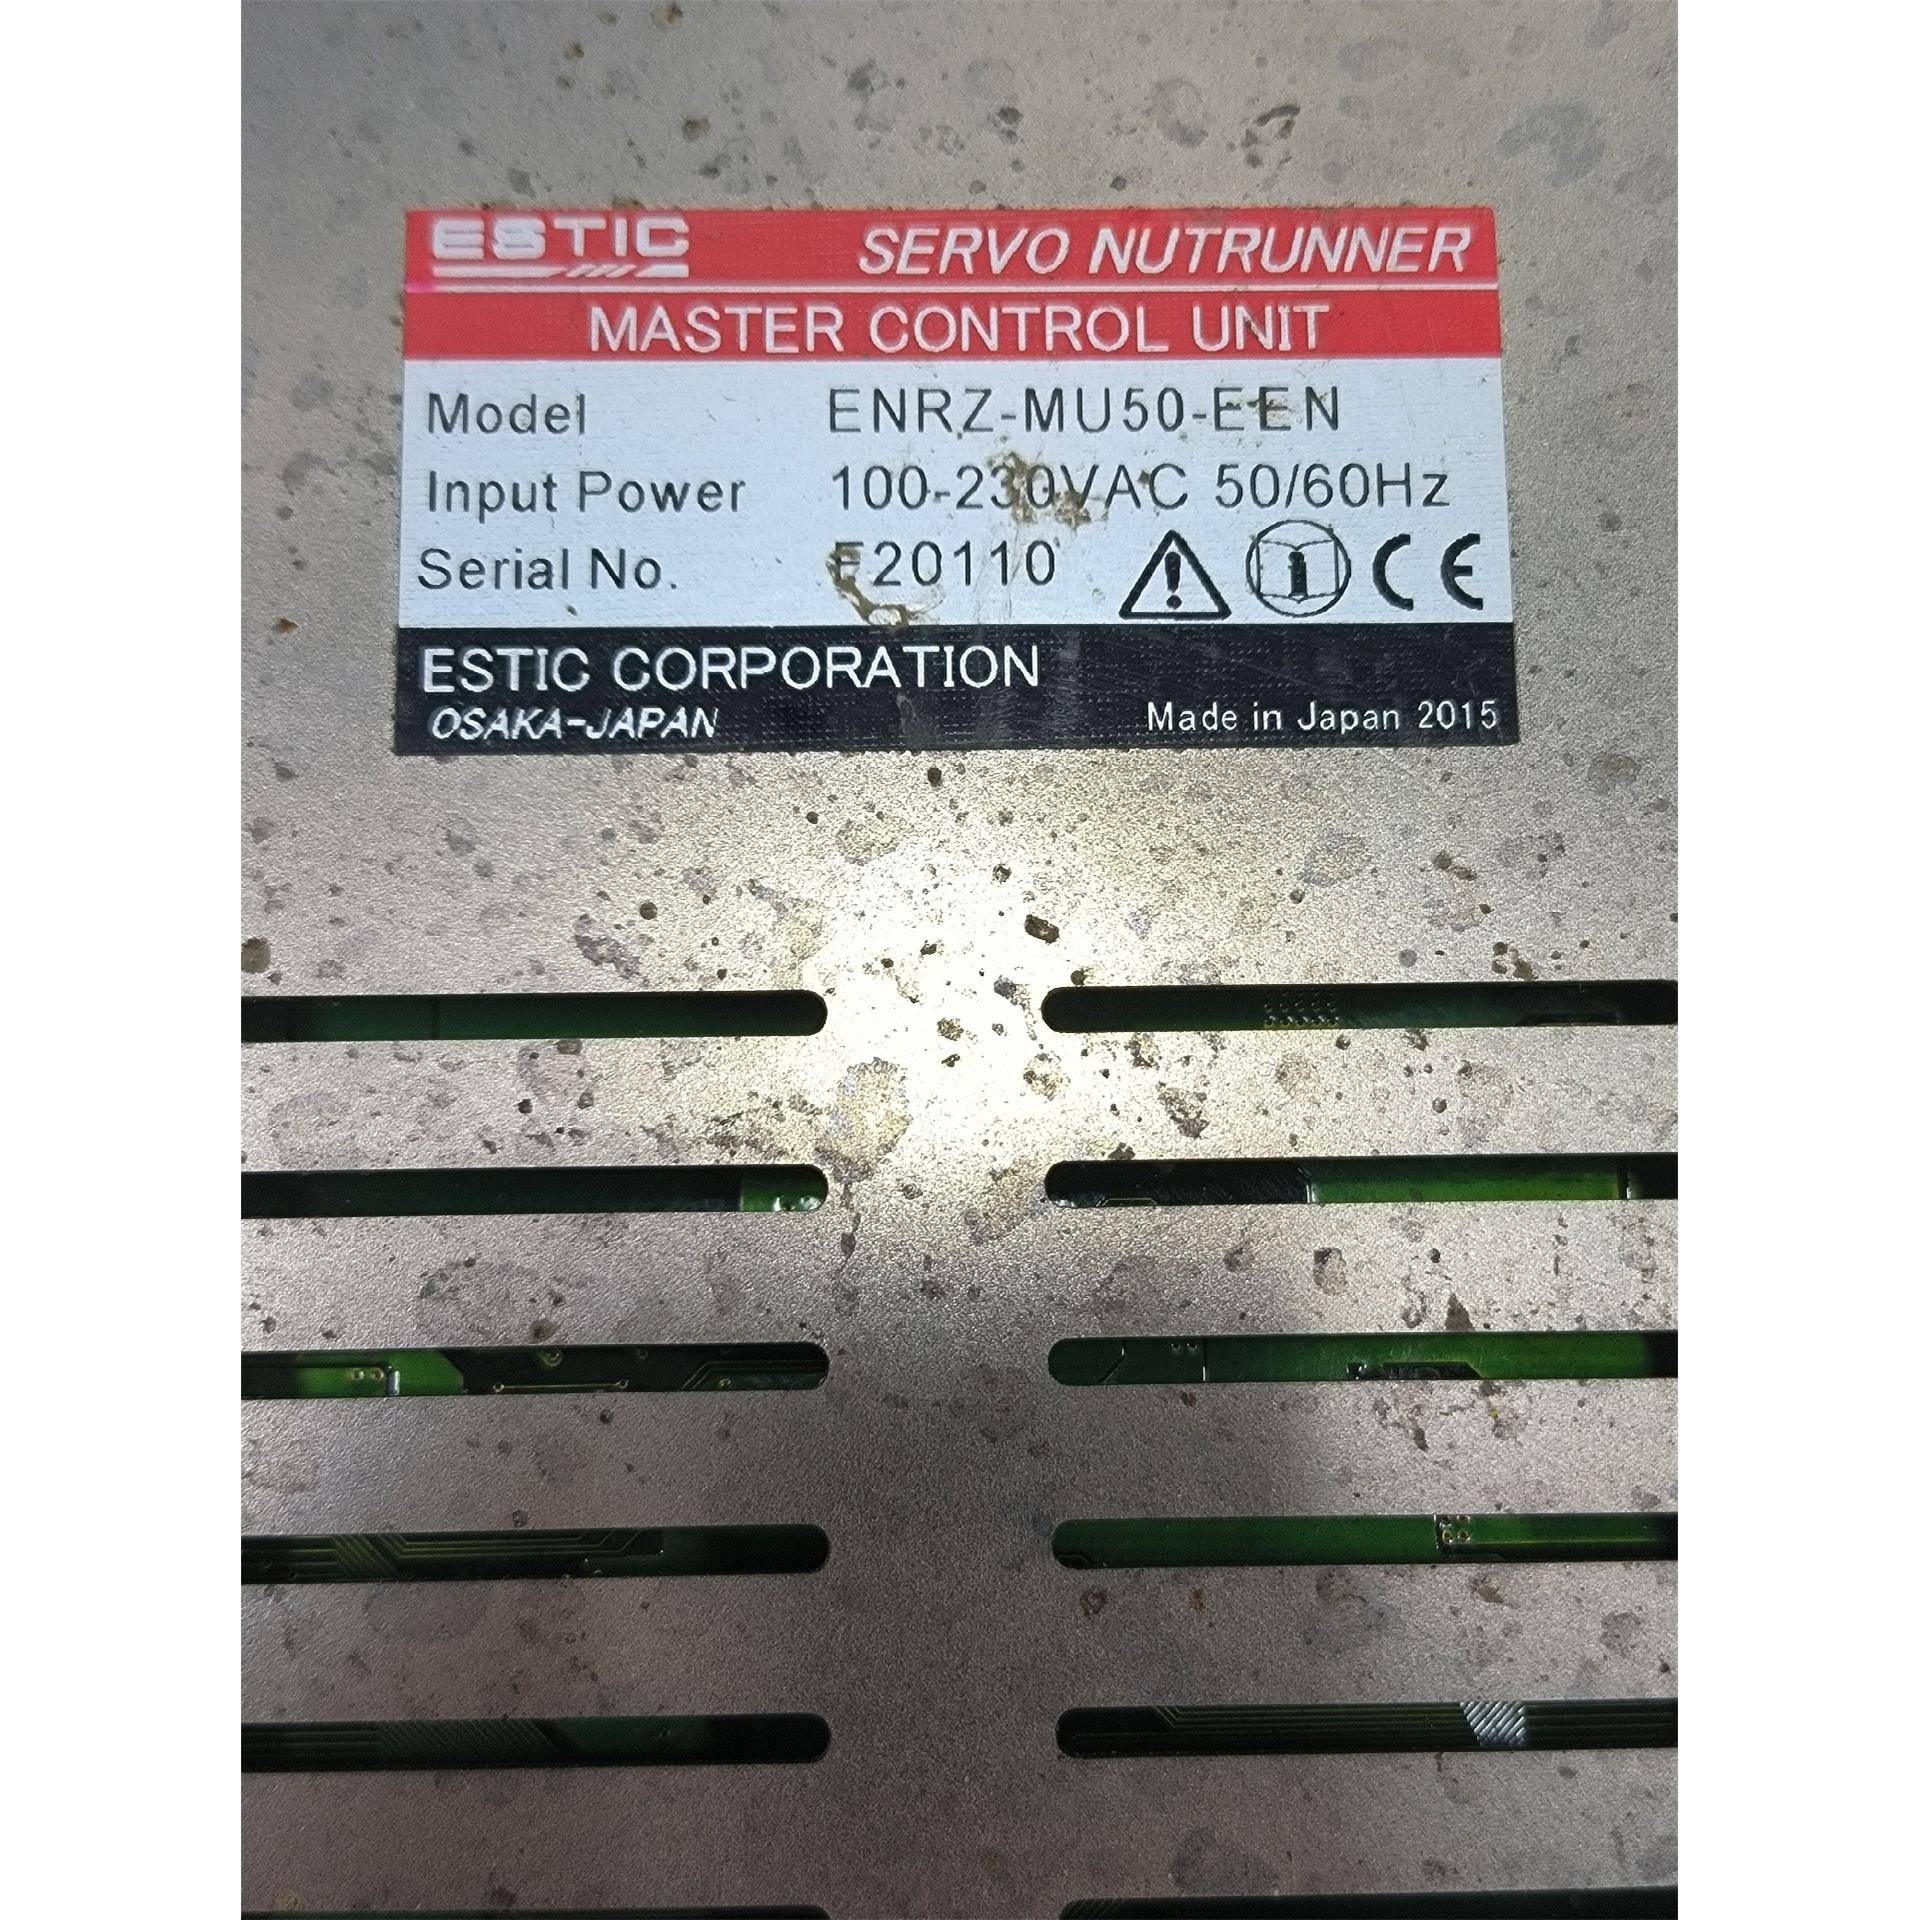 ESTIC SERVO NUTRUNNER
MASTER CONTROL UNIT
Model ENRZ-MU50-EEN
Input Power 100-230VAC 50/60Hz
Serial No. F20110 CE
ESTIC CORPORATION
OSAKA-JAPAN Made in Japan 2015